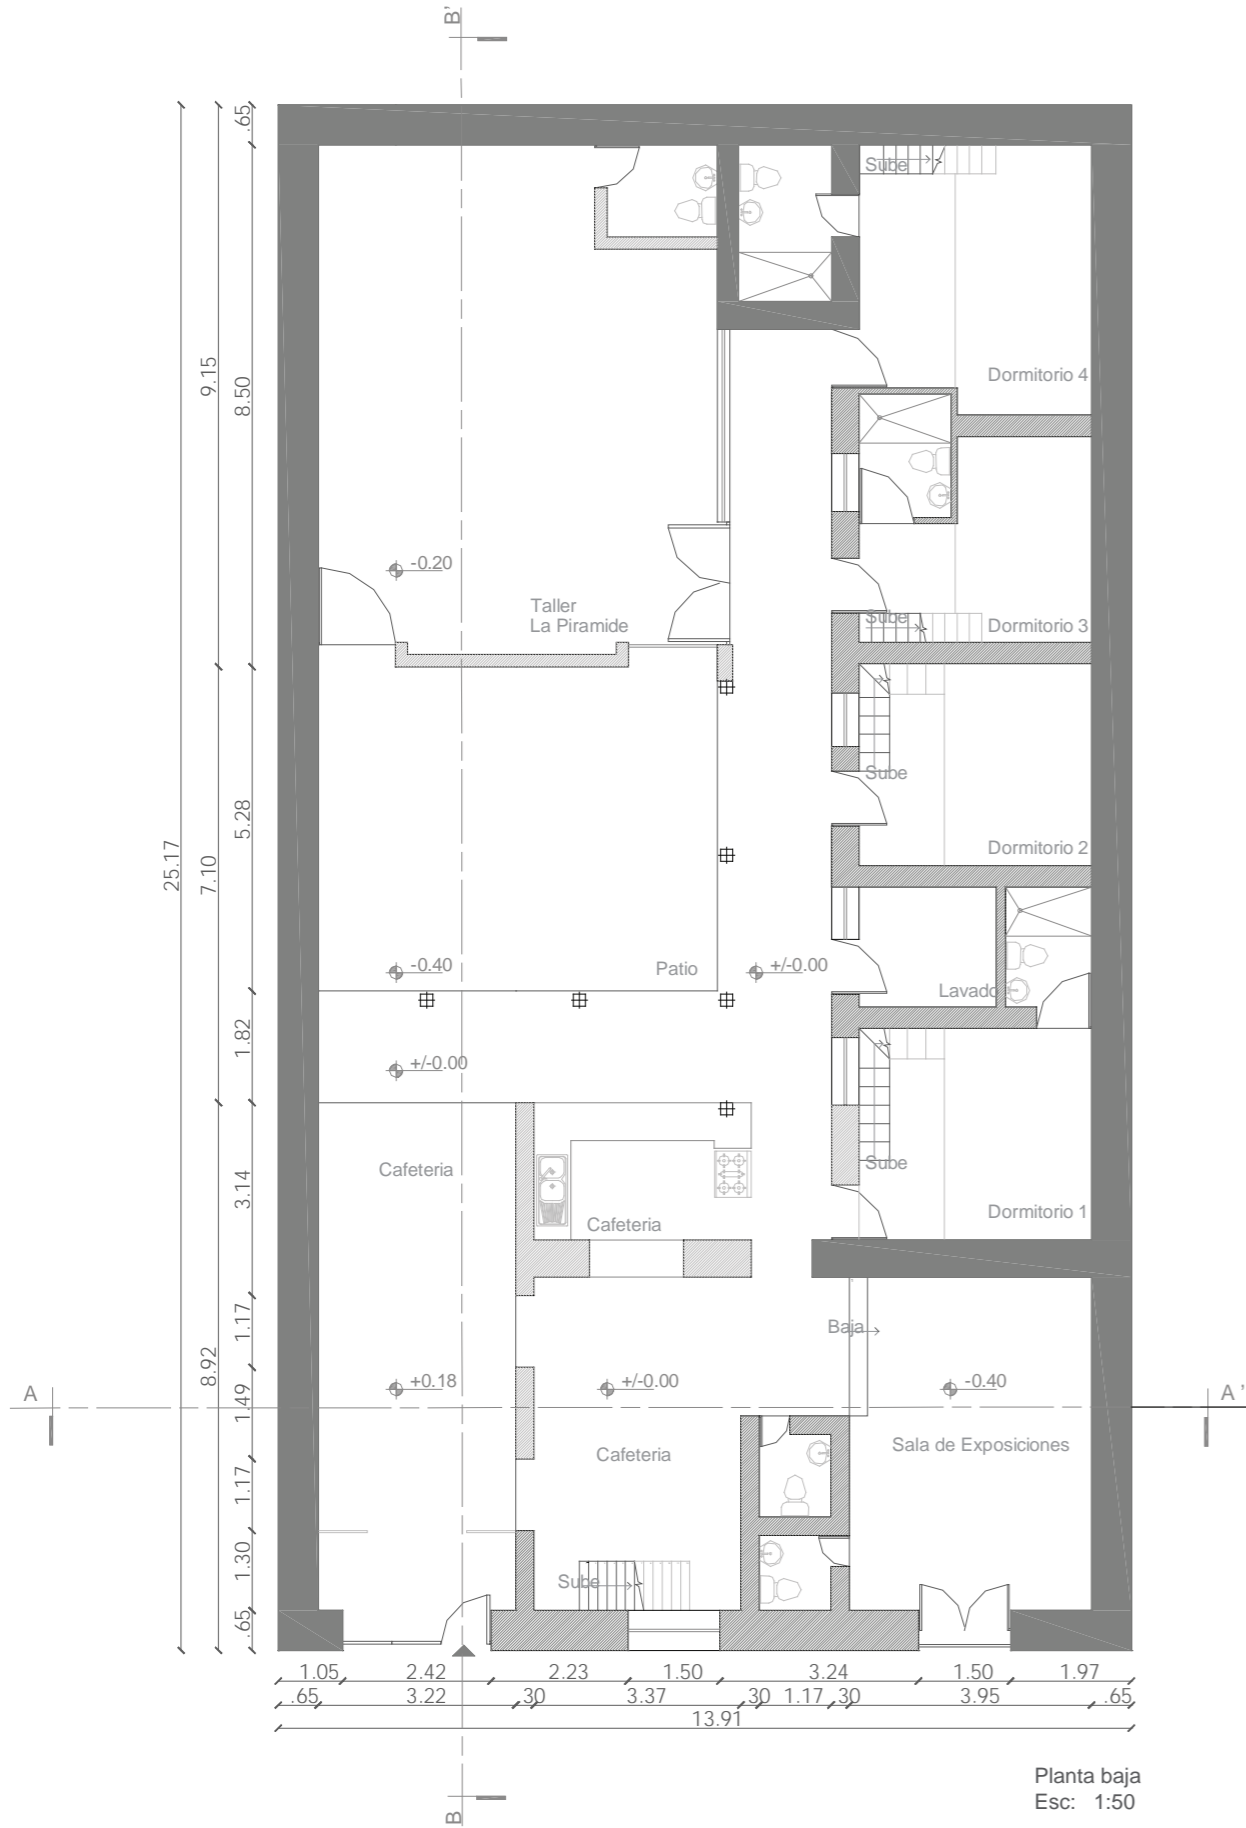 B'
.65
Sube
9.15
8.50
Dormitorio 4
-0.20
Taller
La Piramide
Sube
Dormitorio 3
Sube
5.28
Dormitorio 2
25.17
7.10
-0.40
Patio
+/-0.00
Lavado
1.82
+/-0.00
Cafeteria
3.14
Sube
Cafeteria
Dormitorio 1
1.17
Baja
8.92
A
+0.18
+/-0.00
-0.40
A'
1.49
Cafeteria
Sala de Exposiciones
1.17
1.30
Sube
.65
1.05 2.42 2.23 1.50 3.24 1.50 1.97
.65 3.22 .30 3.37 .30 1.17 .30 3.95 .65
13.91
Planta baja
Esc: 1:50
B